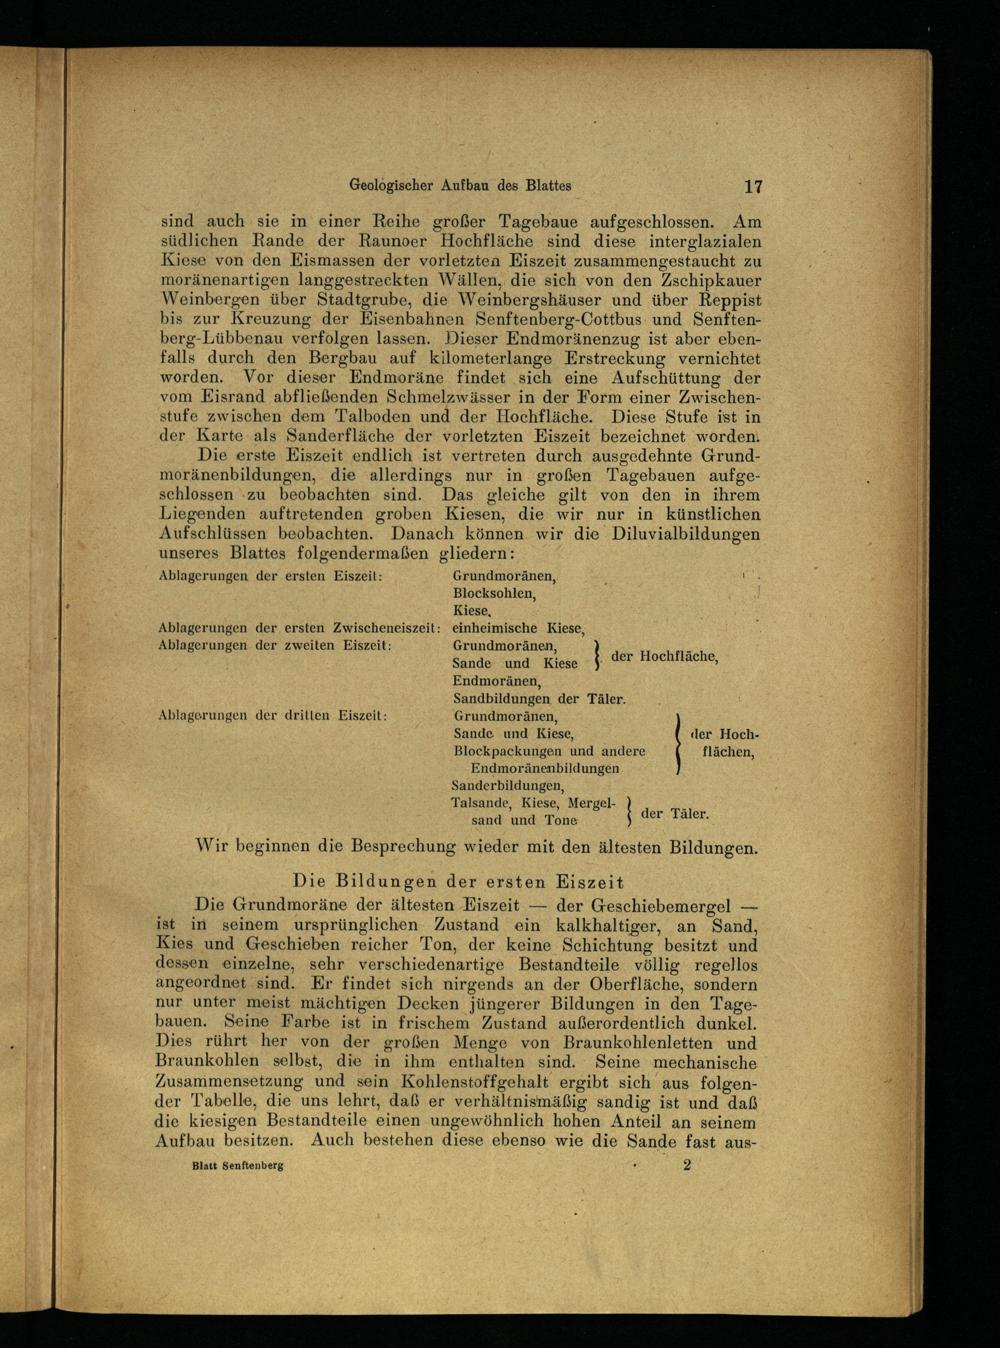 Geologischer Aufbau des Blattes 17
sind auch sie in einer Reihe großer Tagebaue aufgeschlossen. Am
südlichen Rande der Raunoer Hochfläche sind diese interglazialen
Kiese von den Eismassen der vorletzten Eiszeit zusammengestaucht zu
moränenartigen langgestreckten Wällen, die sich von den Zschipkauer
Weinbergen über Stadtgrube, die Weinbergshäuser und über Reppist
bis zur Kreuzung der Eisenbahnen Senftenberg-Cottbus und Senften-
berg-Lübbenau verfolgen lassen. Dieser Endmoränenzug ist aber eben-
falls durch den Bergbau auf kilometerlange Erstreckung vernichtet
worden. Vor dieser Endmoräne findet sich eine Aufschüttung der
vom Eisrand abfließenden Schmelzwässer in der Form einer Zwischen-
stufe zwischen dem Talboden und der Hochfläche. Diese Stufe ist in
der Karte als Sanderfläche der vorletzten Eiszeit bezeichnet worden.
Die erste Eiszeit endlich ist vertreten durch ausgedehnte Grund-
moränenbildungen, die allerdings nur in großen Tagebauen aufge-
schlossen zu beobachten sind. Das gleiche gilt von den in ihrem
Liegenden auftretenden groben Kiesen, die wir nur in künstlichen
Aufschlüssen beobachten. Danach können wir die Diluvialbildungen
unseres Blattes folgendermaßen gliedern:
Ablagerungen der ersten Eiszeit: Grundmoränen,
Blocksohlen,
Kiese.
Ablagerungen der ersten Zwischeneiszeit: einheimische Kiese,
Ablagerungen der zweiten Eiszeit: Grundmoränen,
Sande und Kiese } der Hochfläche,
Endmoränen,
Sandbildungen der Täler.
Ablagerungen der dritten Eiszeit: Grundmoränen,
Sande und Kiese, der Hoch-
Blockpackungen und andere } flächen,
Endmoränenbildungen
Sanderbildungen,
Talsande, Kiese, Mergel-
sand und Tone } der Täler.
Wir beginnen die Besprechung wieder mit den ältesten Bildungen.
Die Bildungen der ersten Eiszeit
Die Grundmoräne der ältesten Eiszeit — der Geschiebemergel —
ist in seinem ursprünglichen Zustand ein kalkhaltiger, an Sand,
Kies und Geschieben reicher Ton, der keine Schichtung besitzt und
dessen einzelne, sehr verschiedenartige Bestandteile völlig regellos
angeordnet sind. Er findet sich nirgends an der Oberfläche, sondern
nur unter meist mächtigen Decken jüngerer Bildungen in den Tage-
bauen. Seine Farbe ist in frischem Zustand außerordentlich dunkel.
Dies rührt her von der großen Menge von Braunkohlenletten und
Braunkohlen selbst, die in ihm enthalten sind. Seine mechanische
Zusammensetzung und sein Kohlenstoffgehalt ergibt sich aus folgen-
der Tabelle, die uns lehrt, daß er verhältnismäßig sandig ist und daß
die kiesigen Bestandteile einen ungewöhnlich hohen Anteil an seinem
Aufbau besitzen. Auch bestehen diese ebenso wie die Sande fast aus-
Blatt Senftenberg 2